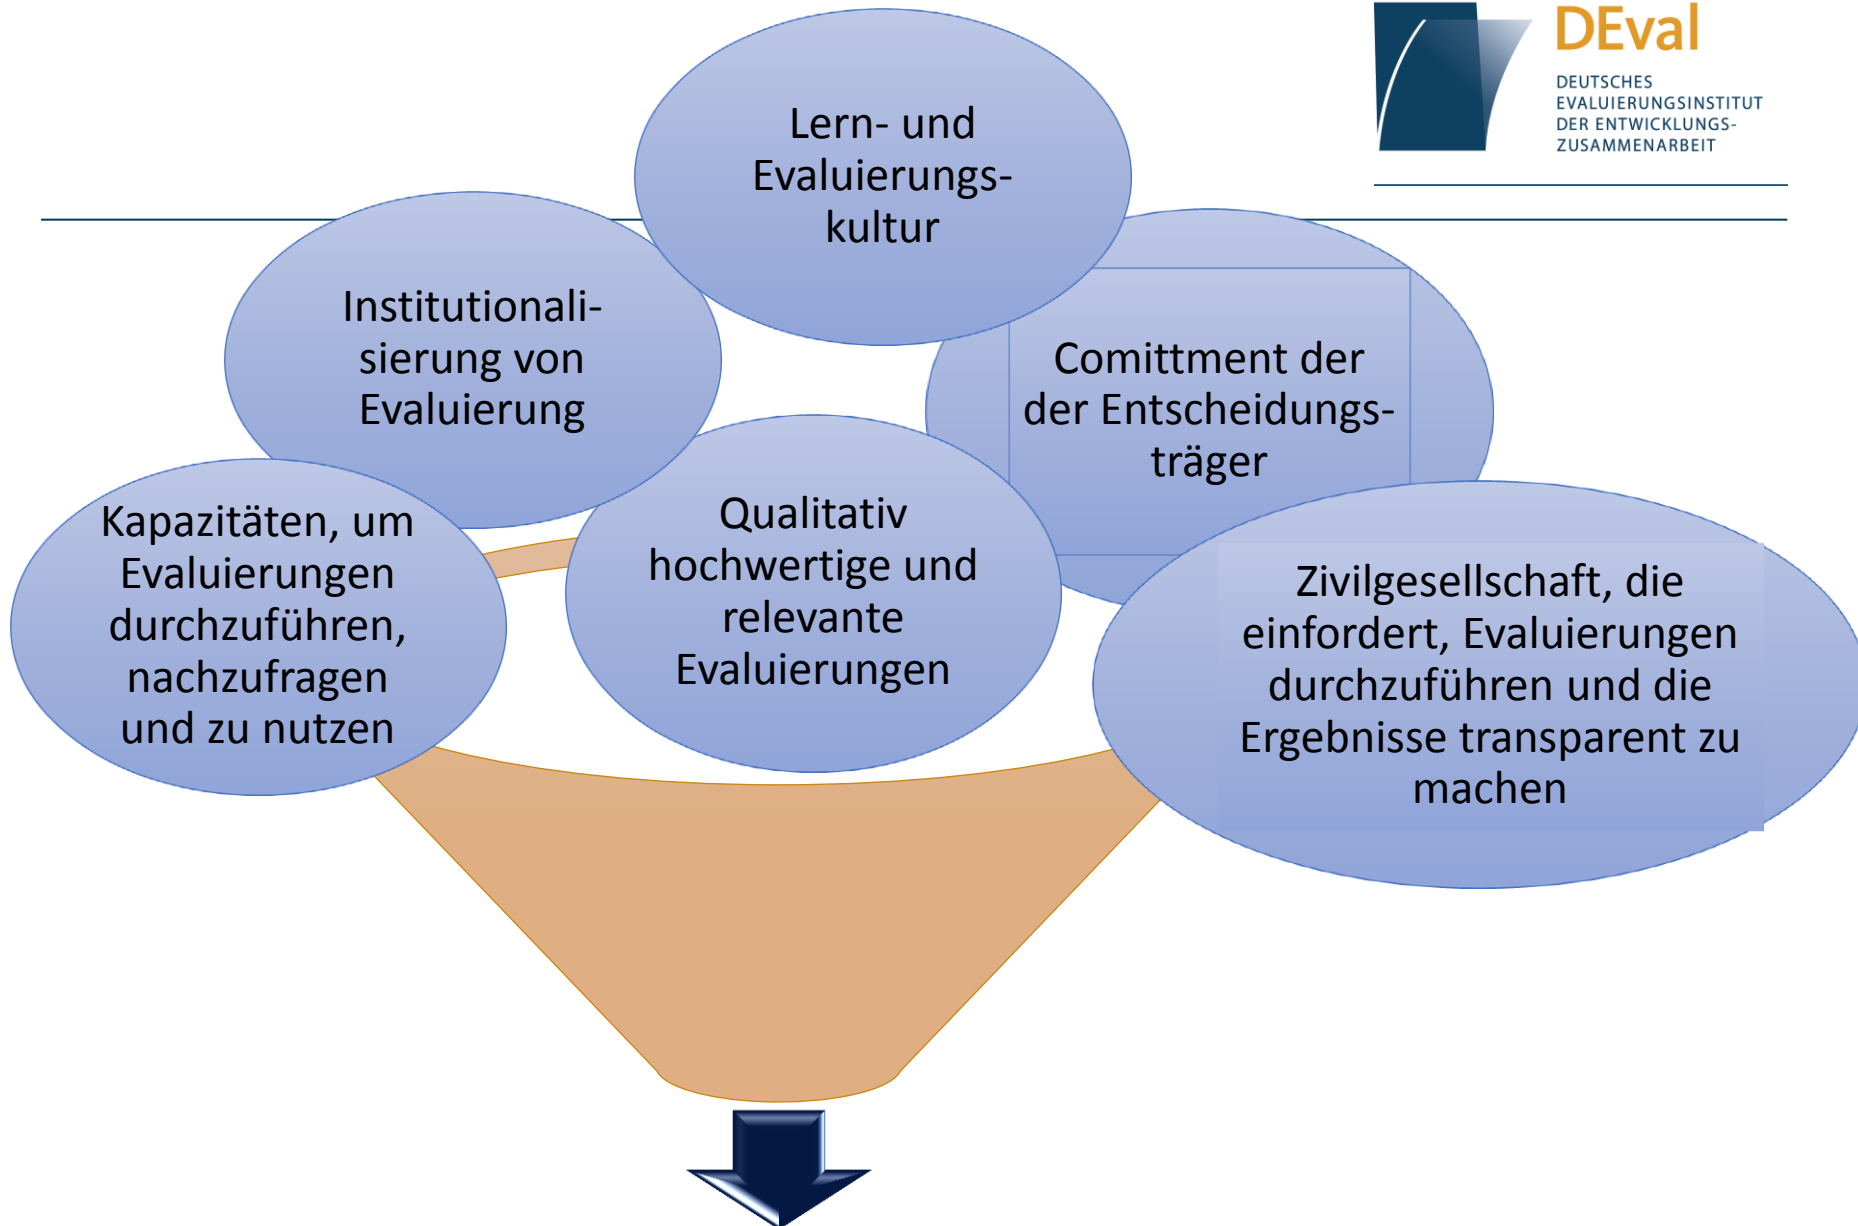 DEval
DEUTSCHES
EVALUIERUNGSINSTITUT
DER ENTWICKLUNGS-
ZUSAMMENARBEIT
Lern- und
Evaluierungs-
kultur
Institutionali-
sierung von
Evaluierung
Comittment der
der Entscheidungs-
träger
Kapazitäten, um
Evaluierungen
durchzuführen,
nachzufragen
und zu nutzen
Qualitativ
hochwertige und
relevante
Evaluierungen
Zivilgesellschaft, die
einfordert, Evaluierungen
durchzuführen und die
Ergebnisse transparent zu
machen